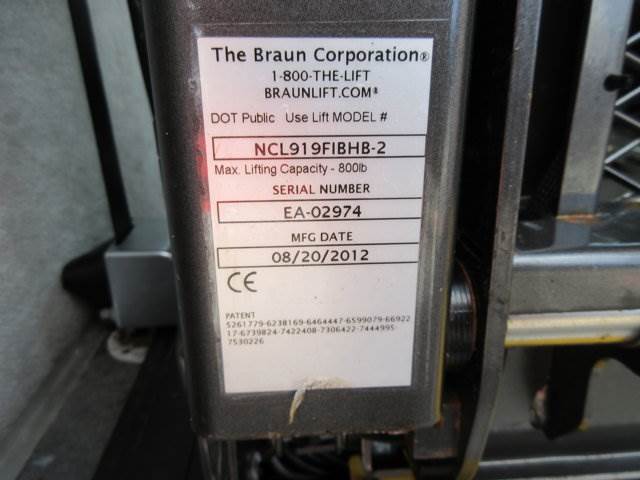 The Braun Corporation®
1-800-THE-LIFT
BRAUNLIFT.COM®
DOT Public Use Lift MODEL #
NCL919FIBHB-2
Max. Lifting Capacity - 800lb
SERIAL NUMBER
EA-02974
MFG DATE
08/20/2012
CE
PATENT
5261779-6238169-6464447-6599079-66922
17-6739824-7422408-7306422-7444995
7530226